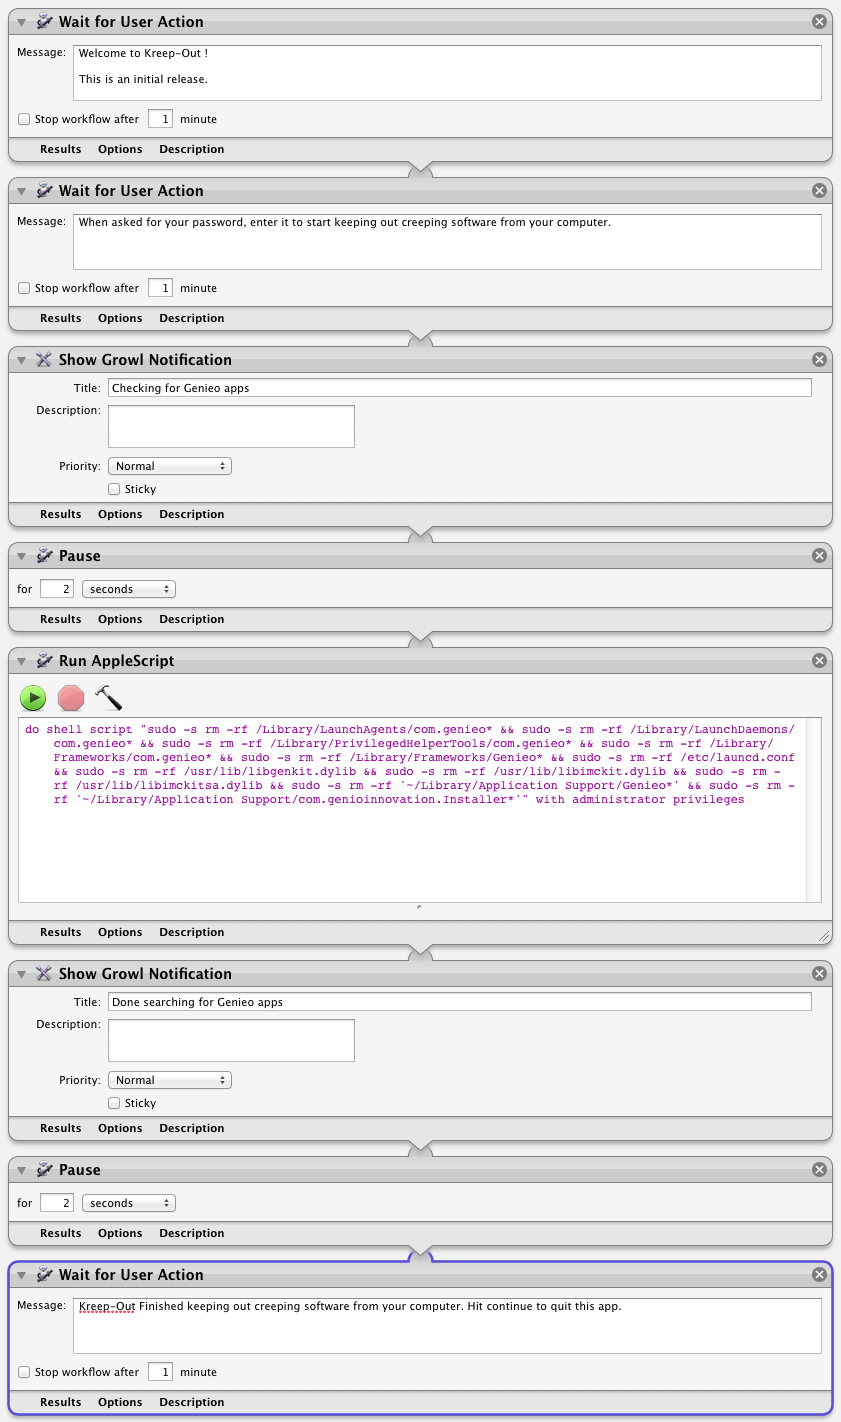 Wait for User Action
Message: Welcome to Kreep-Out !
This is an initial release.
Stop workflow after 1 minute
Results Options Description
Wait for User Action
Message: When asked for your password, enter it to start keeping out creeping software from your computer.
Stop workflow after 1 minute
Results Options Description
Show Growl Notification
Title: Checking for Genieo apps
Description:
Priority: Normal
Sticky
Results Options Description
Pause
for 2 seconds
Results Options Description
Run AppleScript
do shell script "sudo -s rm -rf /Library/LaunchAgents/com.genieo* && sudo -s rm -rf /Library/LaunchDaemons/
com.genieo* && sudo -s rm -rf /Library/PrivilegedHelperTools/com.genieo* && sudo -s rm -rf /Library/
Frameworks/com.genieo* && sudo -s rm -rf /Library/Frameworks/Genieo* && sudo -s rm -rf /etc/launcd.conf
&& sudo -s rm -rf /usr/lib/libgenkit.dylib && sudo -s rm -rf /usr/lib/libimckit.dylib && sudo -s rm -
rf /usr/lib/libimckitsa.dylib && sudo -s rm -rf '~/Library/Application Support/Genieo*' && sudo -s rm -
rf '~/Library/Application Support/com.genioinnovation.Installer*'" with administrator privileges
Results Options Description
Show Growl Notification
Title: Done searching for Genieo apps
Description:
Priority: Normal
Sticky
Results Options Description
Pause
for 2 seconds
Results Options Description
Wait for User Action
Message: Kreep-Out Finished keeping out creeping software from your computer. Hit continue to quit this app.
Stop workflow after 1 minute
Results Options Description